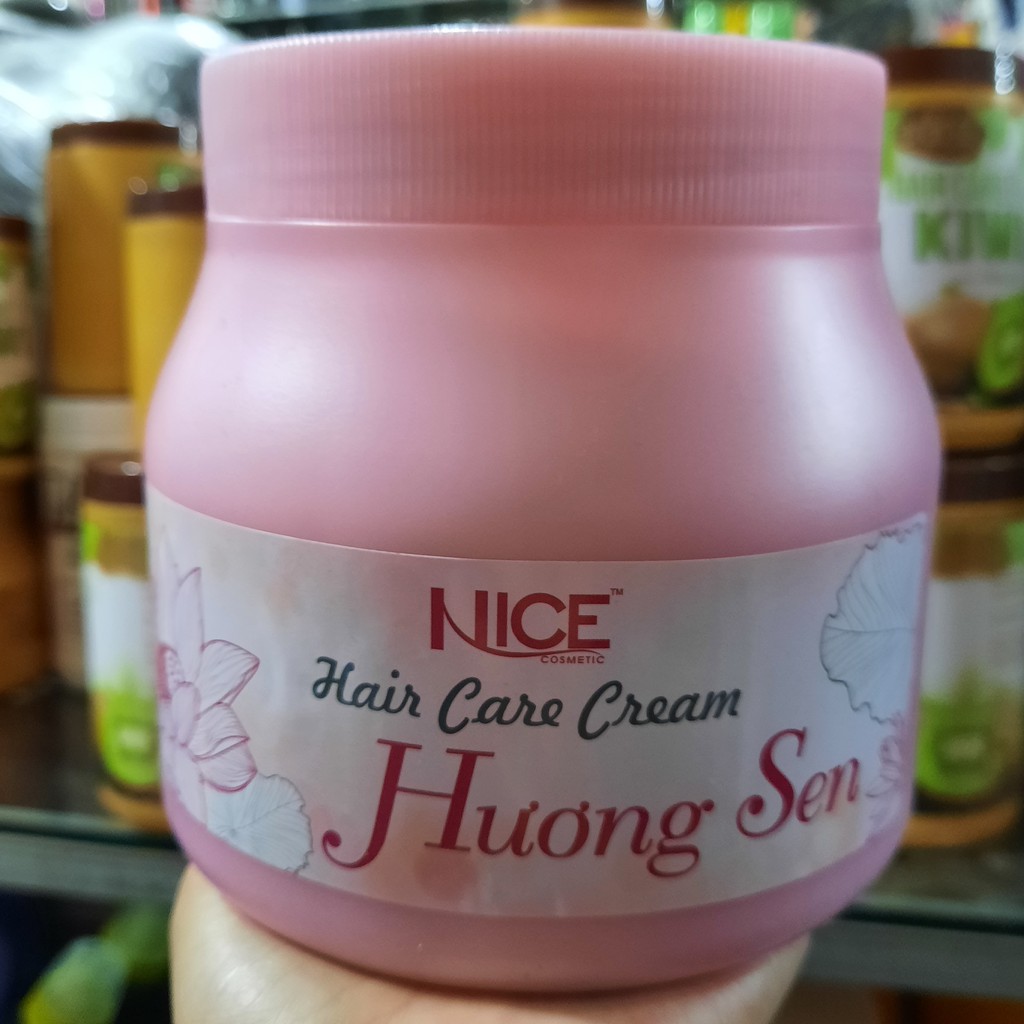 NICE™
COSMETIC
Hair Care Cream
Hương Sen